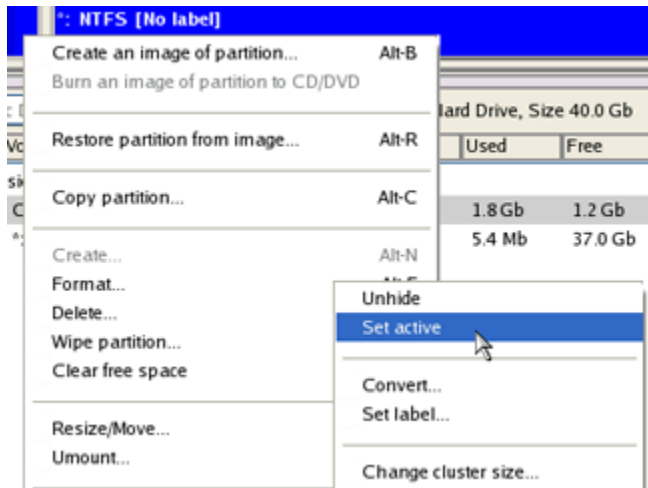 *: NTFS [No label]
Create an image of partition... Alt-B
Burn an image of partition to CD/DVD
Hard Drive, Size 40.0 Gb
Restore partition from image... Alt-R
Used Free
Copy partition... Alt-C
C 1.8 Gb 1.2 Gb
*: 5.4 Mb 37.0 Gb
Create... Alt-N
Format...
Delete...
Wipe partition...
Clear free space
Resize/Move...
Umount...
Unhide
Set active
Convert...
Set label...
Change cluster size...